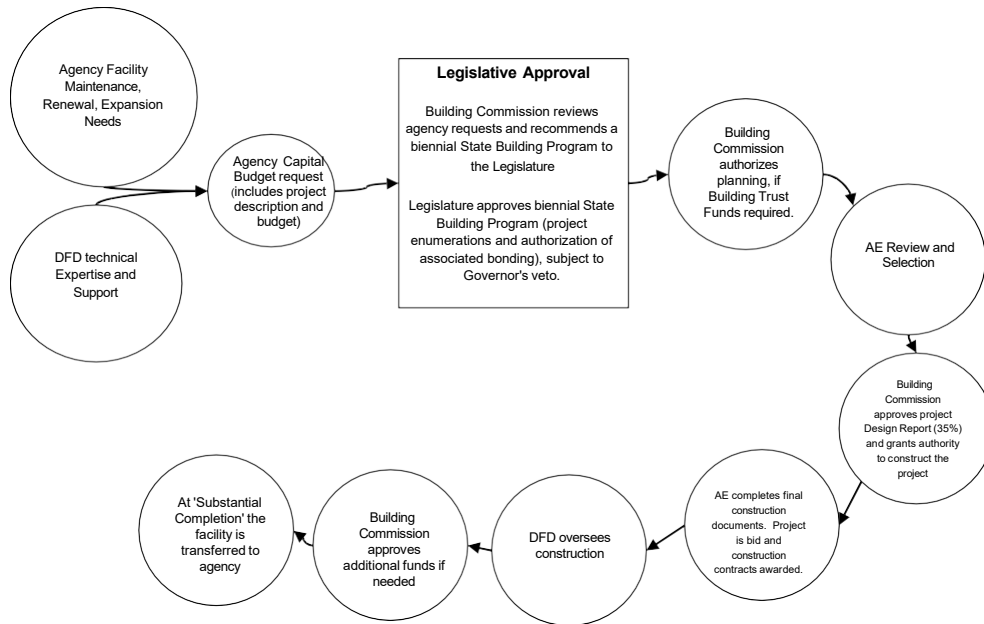 Agency Facility
Maintenance,
Renewal, Expansion
Needs
DFD technical
Expertise and
Support
Agency Capital
Budget request
(includes project
description and
budget)
Legislative Approval
Building Commission reviews
agency requests and recommends a
biennial State Building Program to
the Legislature
Legislature approves biennial State
Building Program (project
enumerations and authorization of
associated bonding), subject to
Governor's veto.
Building
Commission
authorizes
planning, if
Building Trust
Funds required.
AE Review and
Selection
Building
Commission
approves project
Design Report (35%)
and grants authority
to construct the
project
AE completes final
construction
documents. Project
is bid and
construction
contracts awarded.
DFD oversees
construction
Building
Commission
approves
additional funds if
needed
At 'Substantial
Completion' the
facility is
transferred to
agency